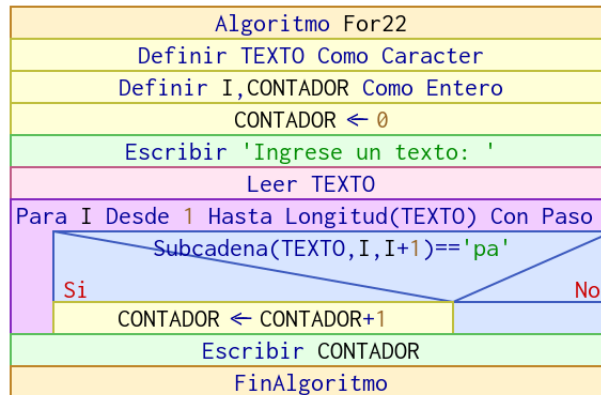 Algoritmo For22
Definir TEXTO Como Caracter
Definir I,CONTADOR Como Entero
CONTADOR ← 0
Escribir 'Ingrese un texto: '
Leer TEXTO
Para I Desde 1 Hasta Longitud(TEXTO) Con Paso
Subcadena(TEXTO,I,I+1)=='pa'
Si No
CONTADOR ← CONTADOR+1
Escribir CONTADOR
FinAlgoritmo